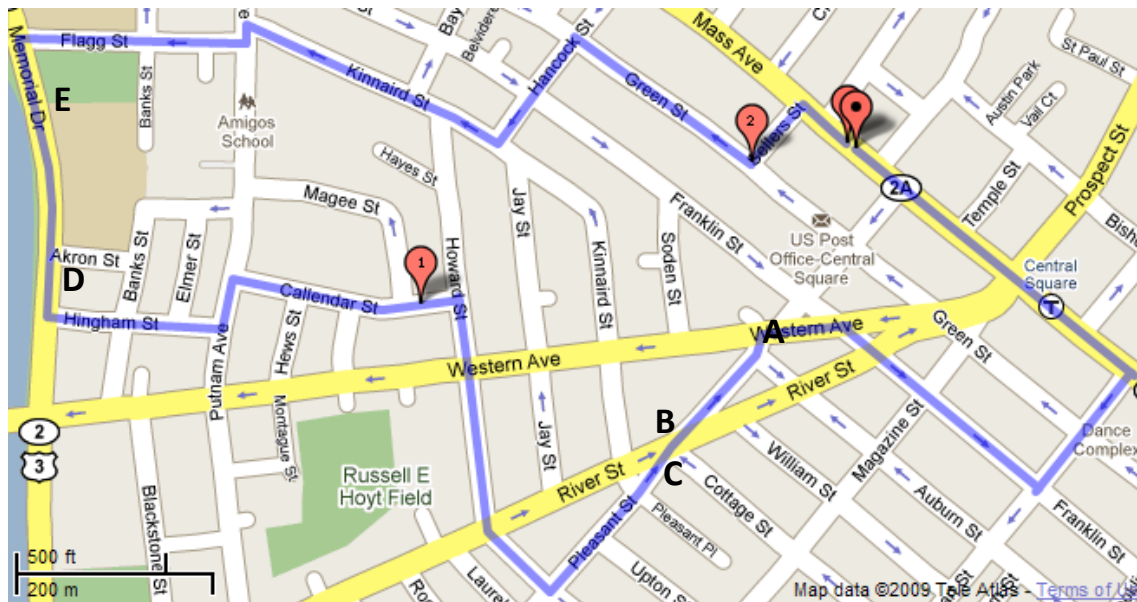 Flagg St
Memorial Dr
E
Banks St
Amigos
School
Kinnaird St
Bay
Belvidere
Hancock St
Green St
Mass Ave
2
Sellers St
St Paul St
Austin Park
Vail Ct
Prospect St
2A
Temple St
Hayes St
Magee St
Jay St
Franklin St
US Post
Office-Central
Square
Kinnaird St
Soden St
Howard St
Central
Square
T
Akron St
D
Banks St
Elmer St
1
Callendar St
Hingham St
Putnam Ave
Hews St
Western Ave
A
Western Ave
Green St
River St
2
3
Montague St
Jay St
B
C
River St
Russell E
Hoyt Field
Magazine St
Dance
Complex
William St
Cottage St
Auburn St
Franklin St
Pleasant St
Pleasant Pl
Upton St
Blackstone St
Laurel
500 ft
200 m
Map data ©2009 Tele Atlas - Terms of Us